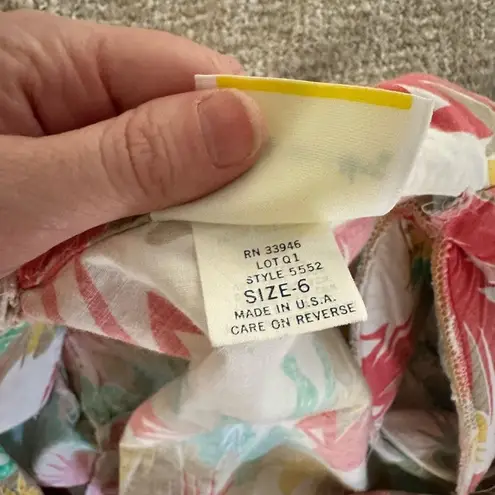 RN 33946
LOT Q1
STYLE 5552
SIZE-6
MADE IN U.S.A.
CARE ON REVERSE